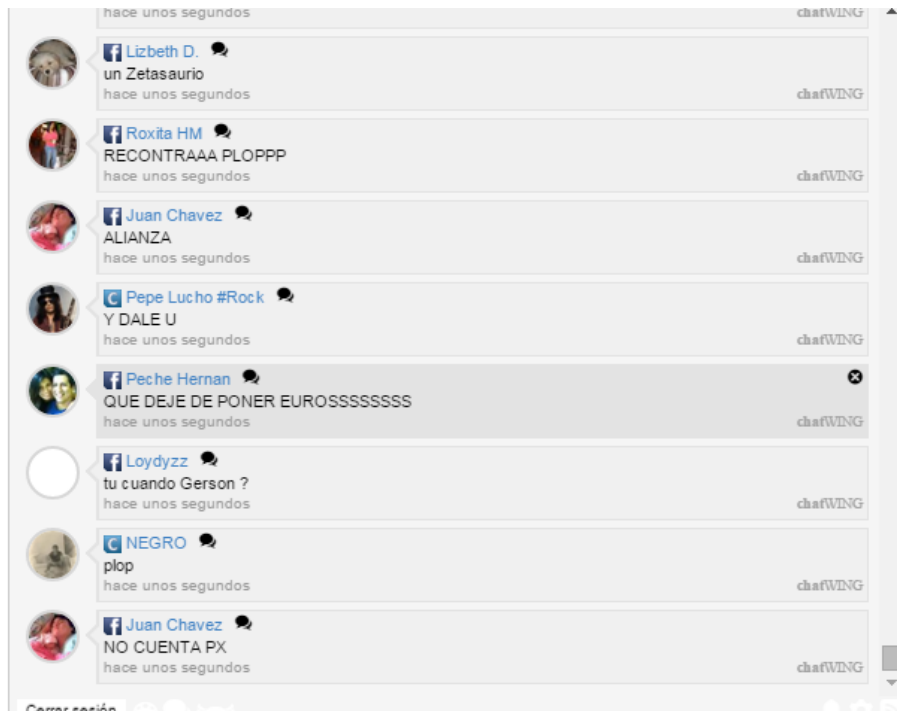 hace unos segundos
chatWING
Lizbeth D.
un Zetasaurio
hace unos segundos
chatWING
Roxita HM
RECONTRAAA PLOPPP
hace unos segundos
chatWING
Juan Chavez
ALIANZA
hace unos segundos
chatWING
Pepe Lucho #Rock
Y DALE U
hace unos segundos
chatWING
Peche Hernan
QUE DEJE DE PONER EUROSSSSSSSS
hace unos segundos
chatWING
Loydyzz
tu cuando Gerson ?
hace unos segundos
chatWING
NEGRO
plop
hace unos segundos
chatWING
Juan Chavez
NO CUENTA PX
hace unos segundos
chatWING
Cerrar sesión